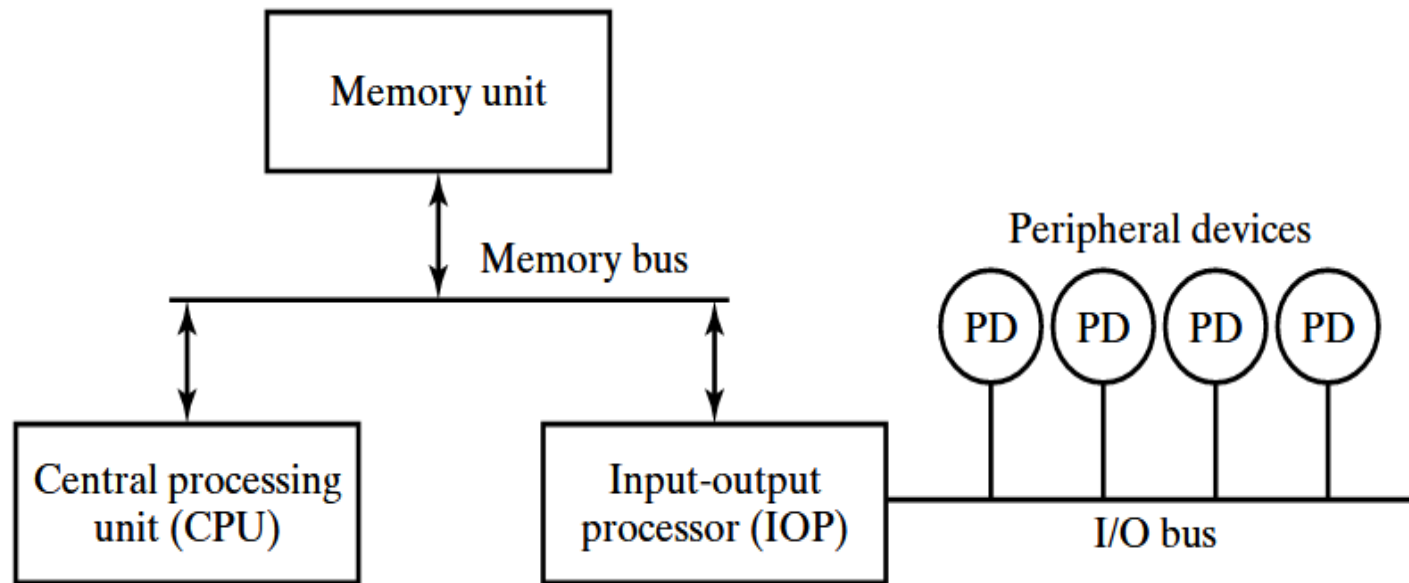 Memory unit
Memory bus
Peripheral devices
PD PD PD PD
Central processing
unit (CPU)
Input-output
processor (IOP)
I/O bus